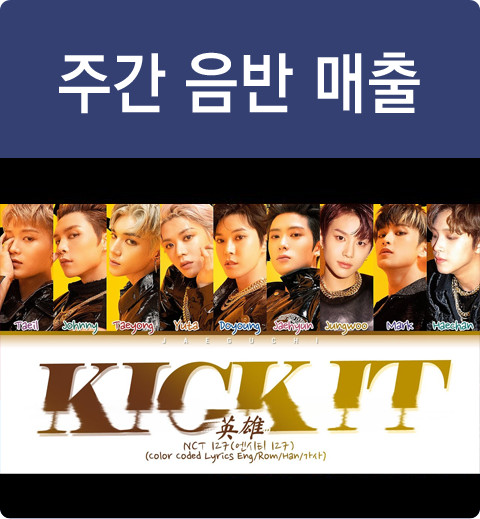 주간 음반 매출
Taeil Johnny Taeyong Yuta Doyoung Jaehyun Jungwoo Mark Haechan
JAEGUCHI
KICK IT
英雄
NCT 127(엔시티 127)
(Color Coded Lyrics Eng/Rom/Han/가사)